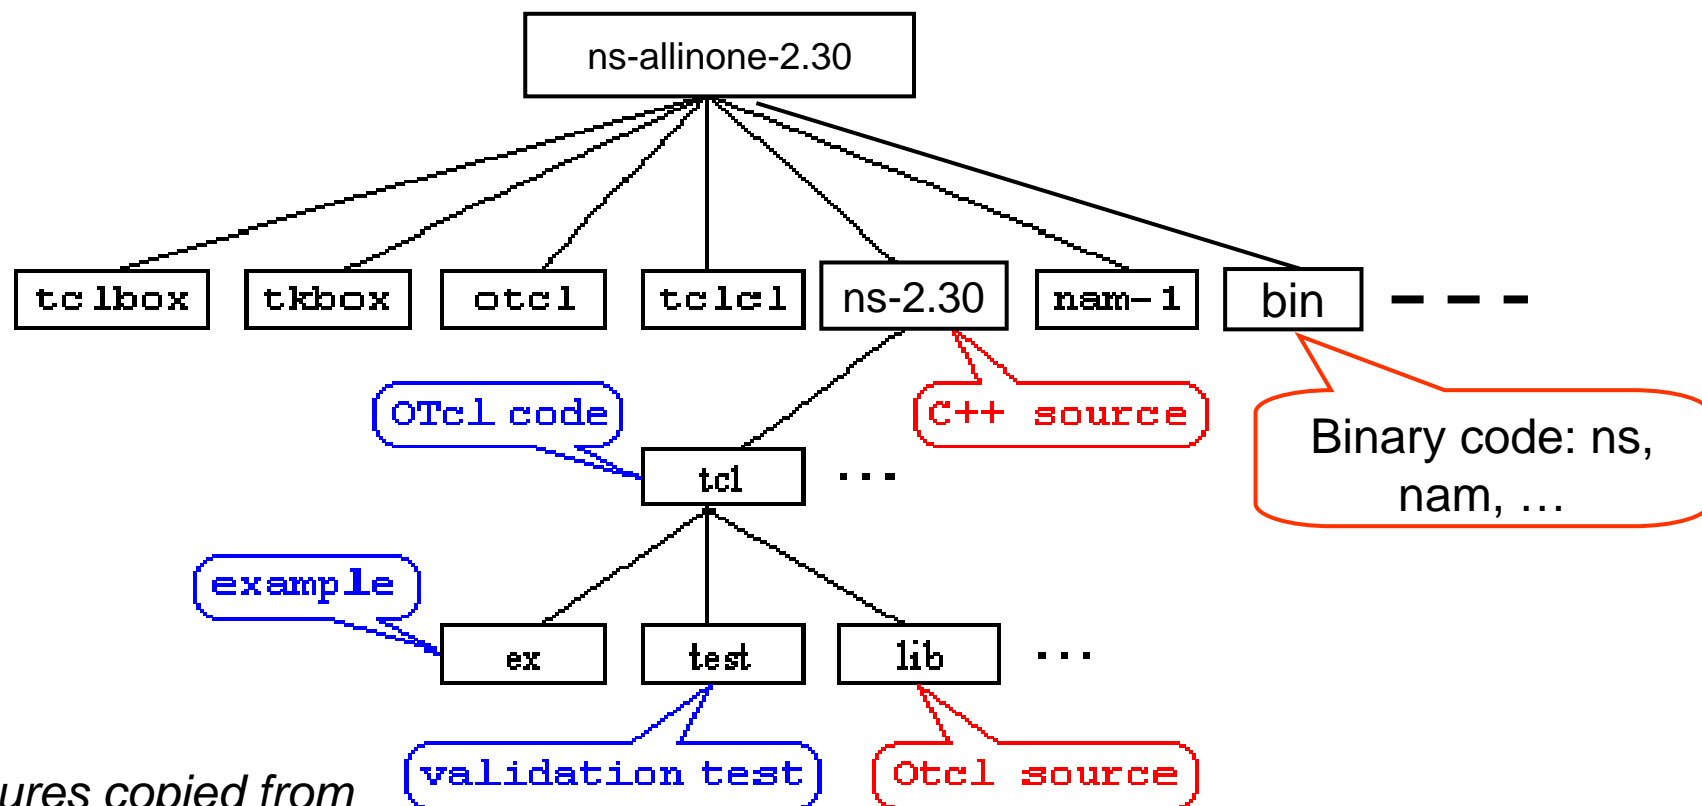 ns-allinone-2.30
tclbox
tkbox
otcl
tclcl
ns-2.30
nam-1
bin
OTcl code
C++ source
Binary code: ns,
nam, …
tcl
...
example
ex
test
lib
...
validation test
Otcl source
ures copied from